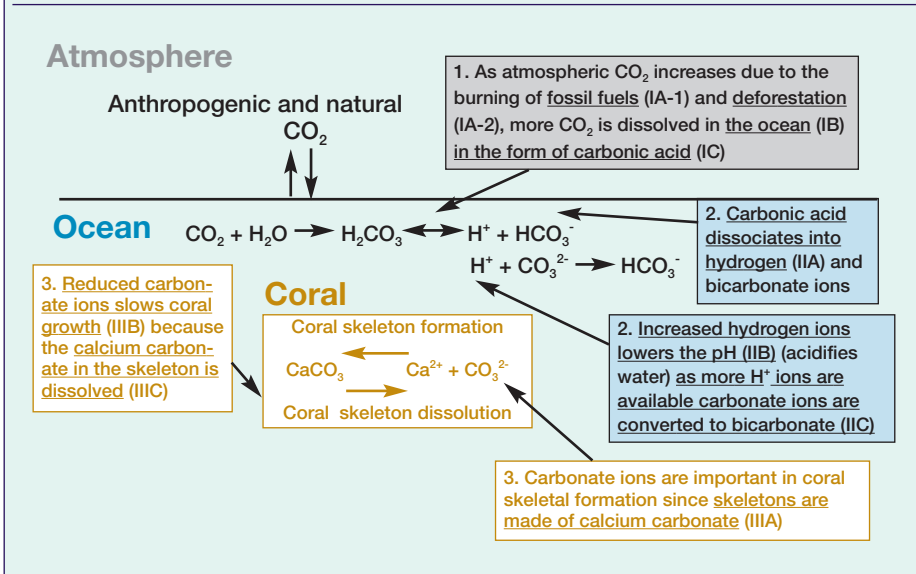 Atmosphere
Anthropogenic and natural
CO₂
1. As atmospheric CO₂ increases due to the
burning of fossil fuels (IA-1) and deforestation
(IA-2), more CO₂ is dissolved in the ocean (IB)
in the form of carbonic acid (IC)
Ocean
CO₂ + H₂O → H₂CO₃ ↔ H⁺ + HCO₃⁻
H⁺ + CO₃²⁻ → HCO₃⁻
2. Carbonic acid
dissociates into
hydrogen (IIA) and
bicarbonate ions
3. Reduced carbon-
ate ions slows coral
growth (IIIB) because
the calcium carbon-
ate in the skeleton is
dissolved (IIIC)
Coral
Coral skeleton formation
CaCO₃ Ca²⁺ + CO₃²⁻
Coral skeleton dissolution
2. Increased hydrogen ions
lowers the pH (IIB) (acidifies
water) as more H⁺ ions are
available carbonate ions are
converted to bicarbonate (IIC)
3. Carbonate ions are important in coral
skeletal formation since skeletons are
made of calcium carbonate (IIIA)